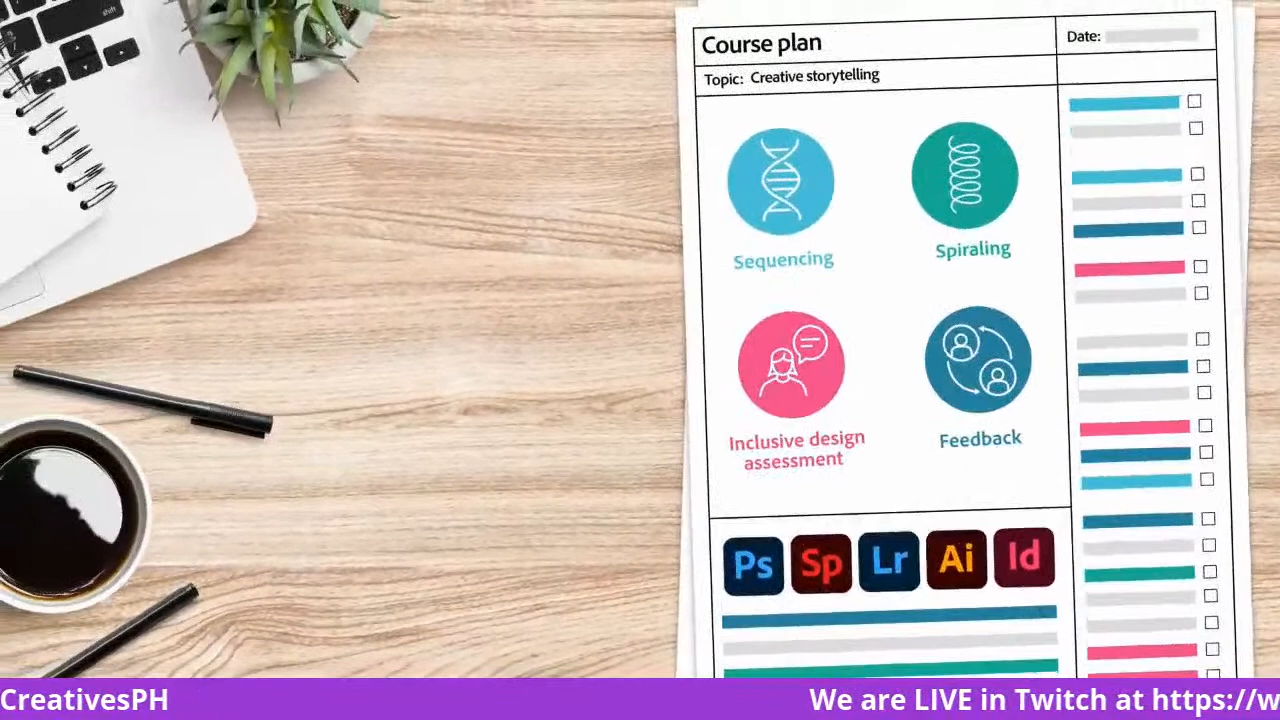 shift
Course plan
Date:
Topic: Creative storytelling
Sequencing
Spiraling
Inclusive design
assessment
Feedback
Ps Sp Lr Ai Id
CreativesPH
We are LIVE in Twitch at https://w